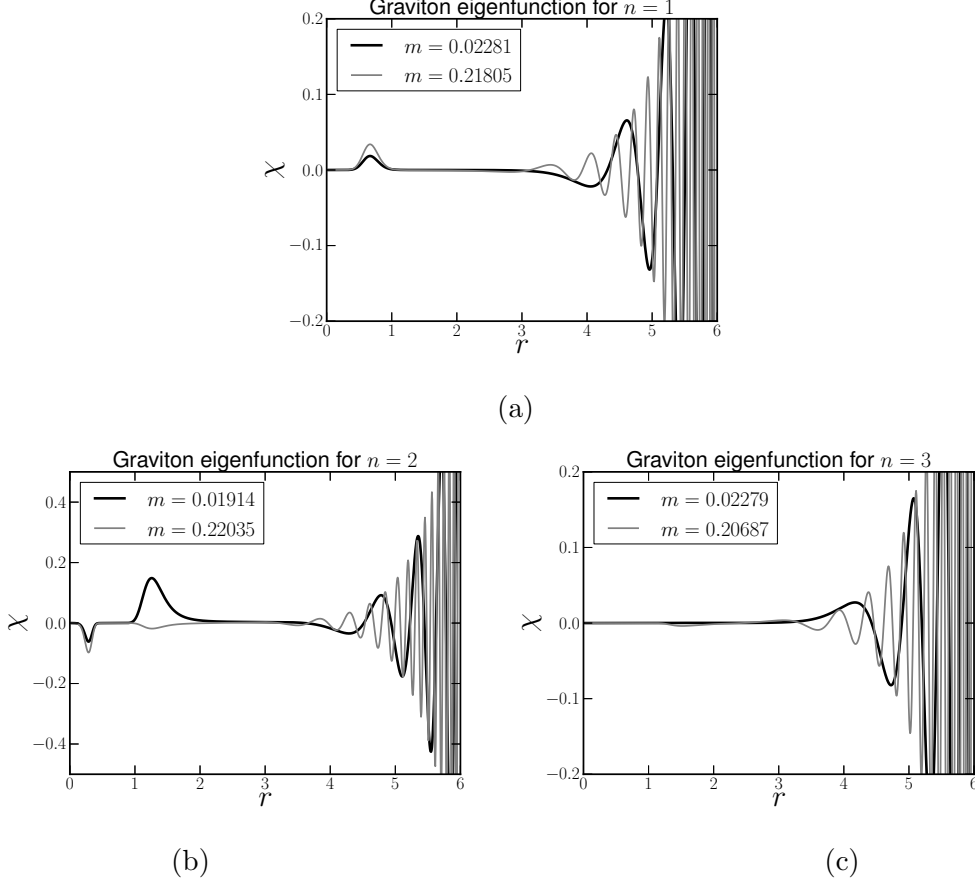 Graviton eigenfunction for n = 1
0.2
m = 0.02281
m = 0.21805
0.1
χ
0.0
−0.1
−0.2
0 1 2 3 4 5 6
r
(a)
Graviton eigenfunction for n = 2
m = 0.01914
m = 0.22035
0.4
0.2
χ
0.0
−0.2
−0.4
0 1 2 3 4 5 6
r
(b)
Graviton eigenfunction for n = 3
0.2
m = 0.02279
m = 0.20687
0.1
χ
0.0
−0.1
−0.2
0 1 2 3 4 5 6
r
(c)